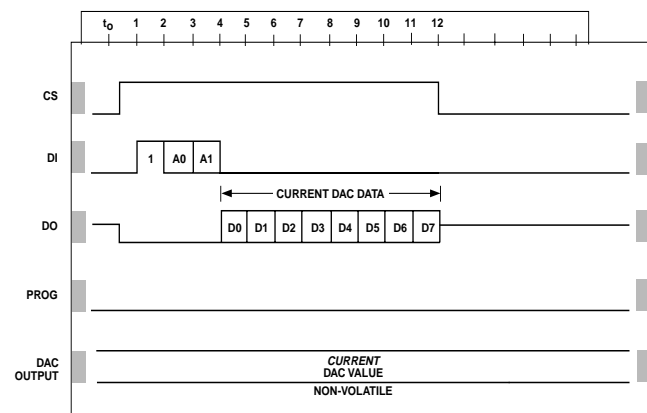 to 1 2 3 4 5 6 7 8 9 10 11 12
CS
DI 1 A0 A1
CURRENT DAC DATA
DO D0 D1 D2 D3 D4 D5 D6 D7
PROG
DAC
OUTPUT
CURRENT
DAC VALUE
NON-VOLATILE